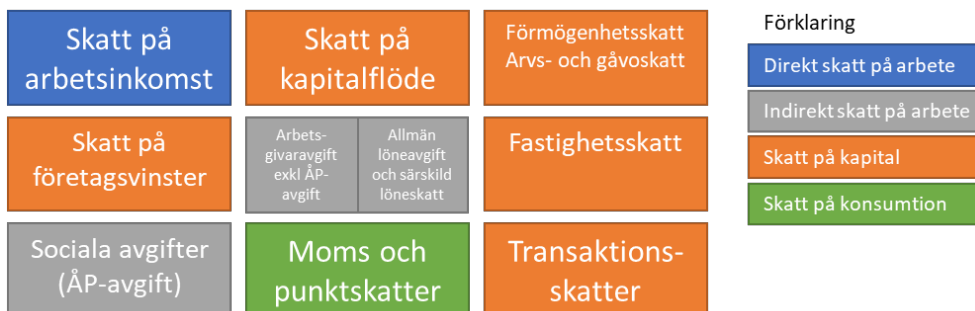 Skatt på
arbetsinkomst
Skatt på
kapitalflöde
Förmögenhetsskatt
Arvs- och gåvoskatt
Skatt på
företagsvinster
Arbets-
givaravgift
exkl ÅP-
avgift
Allmän
löneavgift
och särskild
löneskatt
Fastighetsskatt
Sociala avgifter
(ÅP-avgift)
Moms och
punktskatter
Transaktions-
skatter
Förklaring
Direkt skatt på arbete
Indirekt skatt på arbete
Skatt på kapital
Skatt på konsumtion